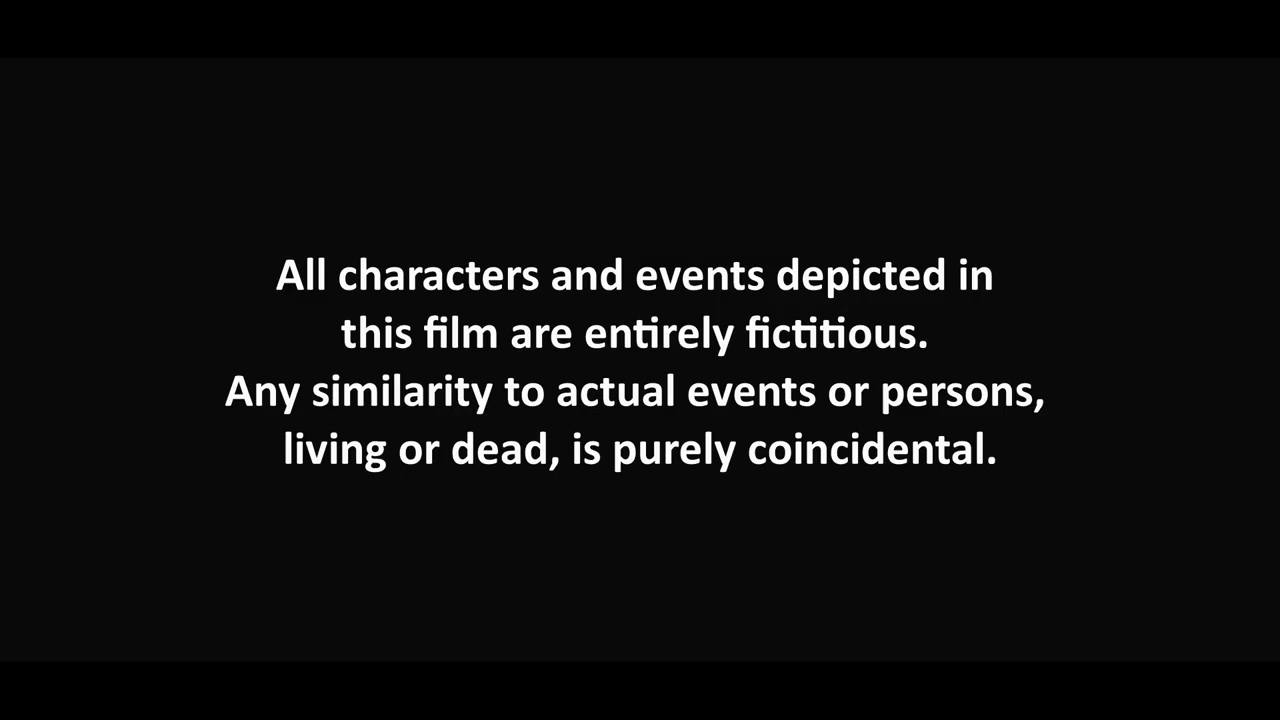 All characters and events depicted in
this film are entirely fictitious.
Any similarity to actual events or persons,
living or dead, is purely coincidental.